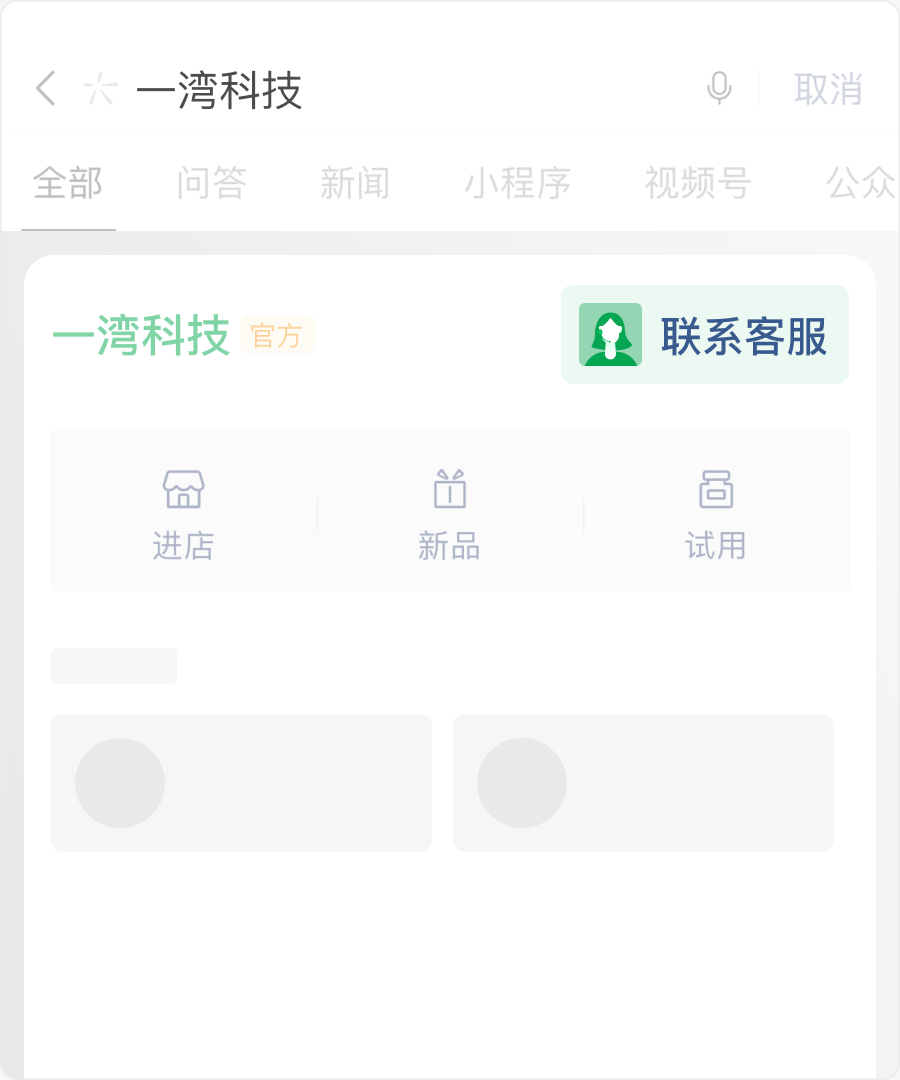 一湾科技 取消
全部 问答 新闻 小程序 视频号 公众
一湾科技 官方 联系客服
进店 新品 试用